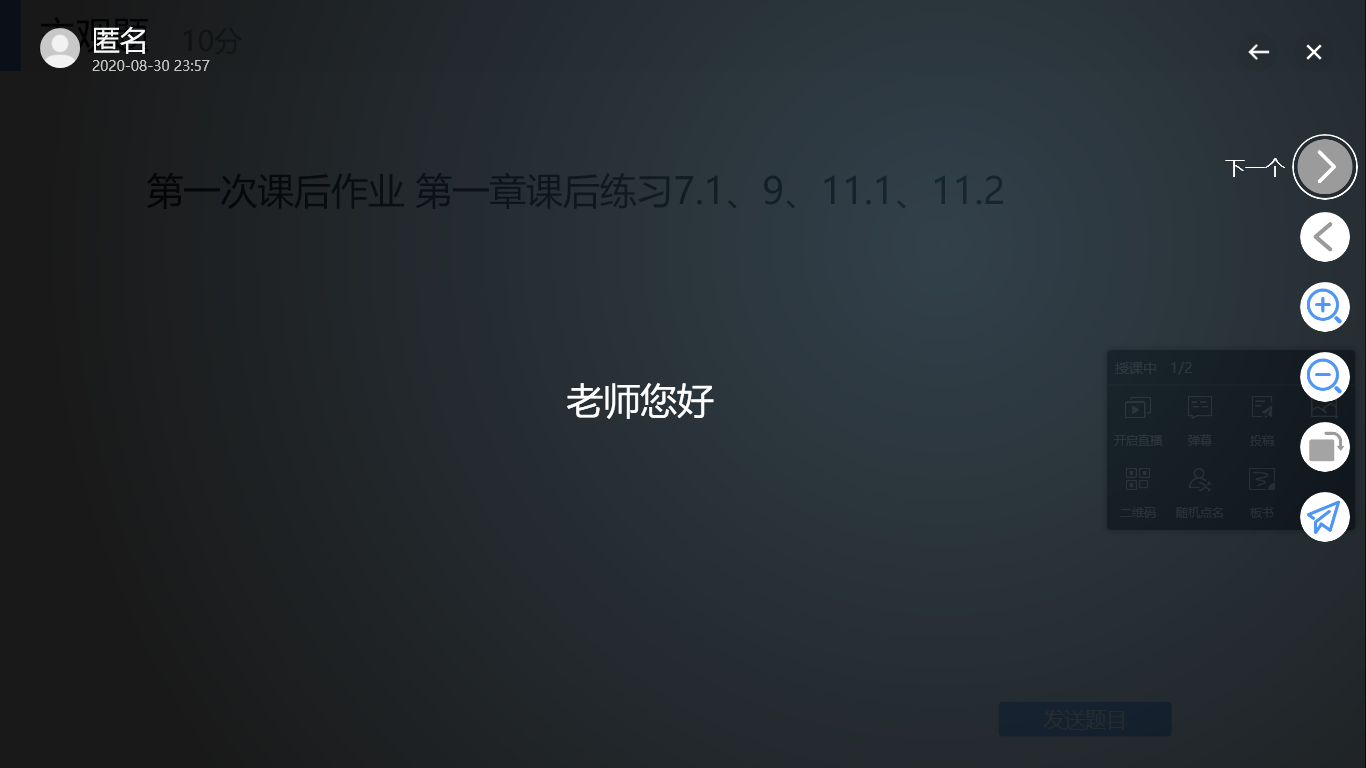 主观题 10分
匿名
2020-08-30 23:57
下一个
第一次课后作业 第一章课后练习7.1、9、11.1、11.2
老师您好
授课中 1/2
开启直播 弹幕 投稿
二维码 随机点名 板书
发送题目